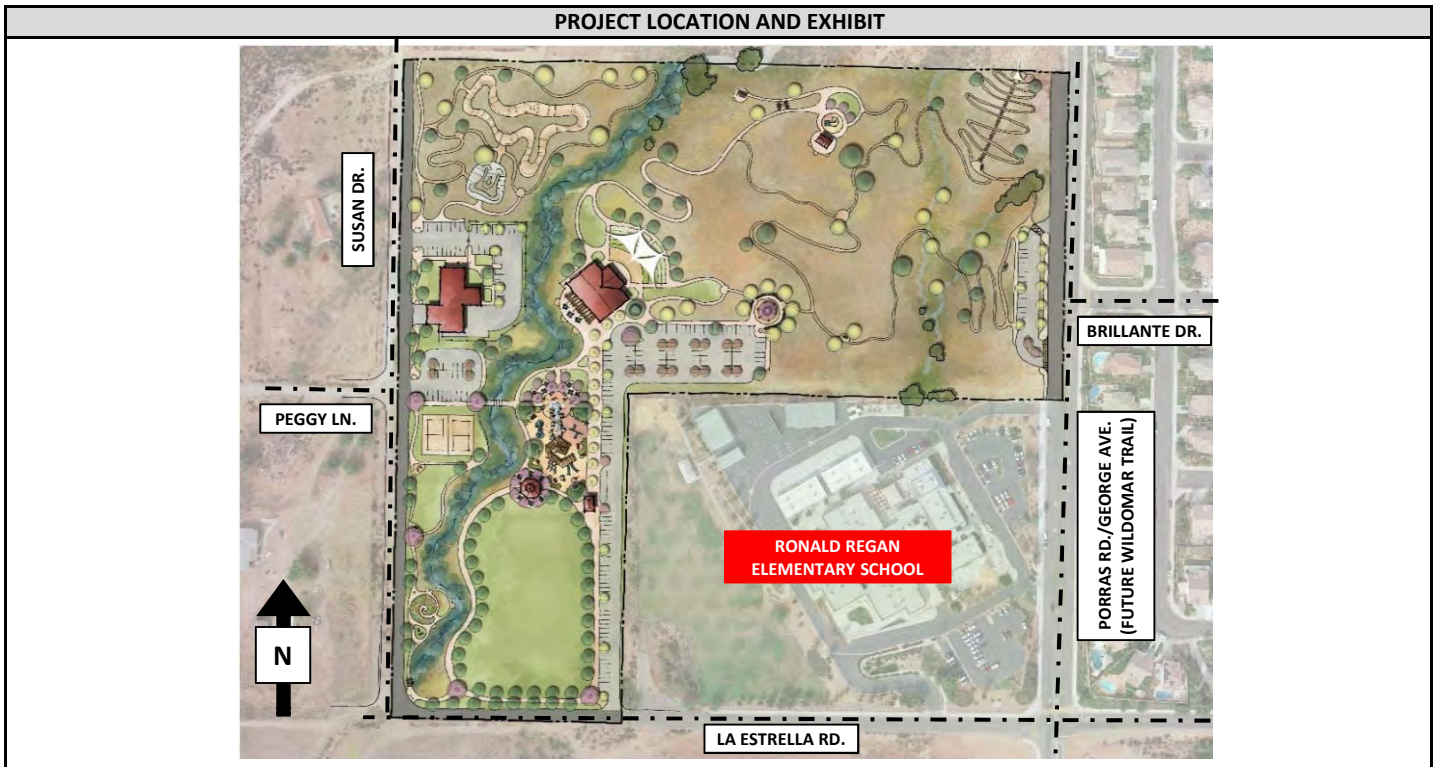 PROJECT LOCATION AND EXHIBIT
SUSAN DR.
BRILLANTE DR.
PEGGY LN.
PORRAS RD./GEORGE AVE.
(FUTURE WILDOMAR TRAIL)
RONALD REGAN
ELEMENTARY SCHOOL
N
LA ESTRELLA RD.